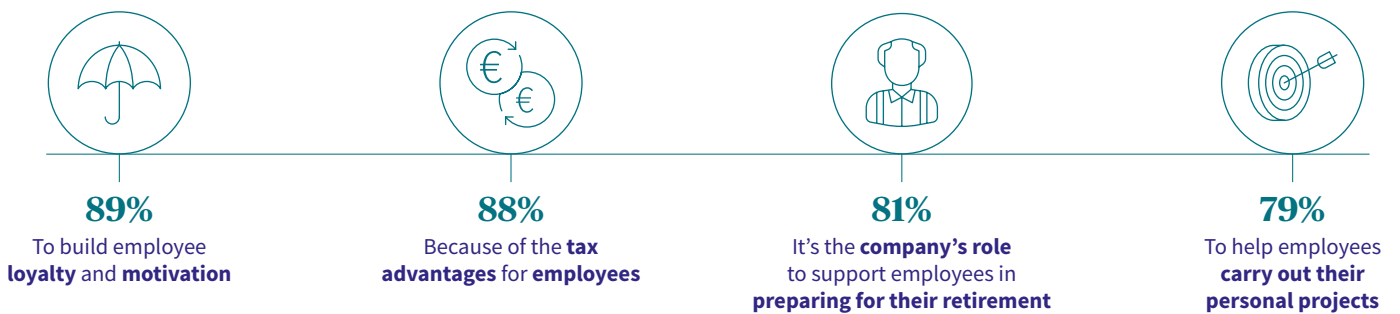 €
€
89%
To build employee
loyalty and motivation
88%
Because of the tax
advantages for employees
81%
It's the company's role
to support employees in
preparing for their retirement
79%
To help employees
carry out their
personal projects